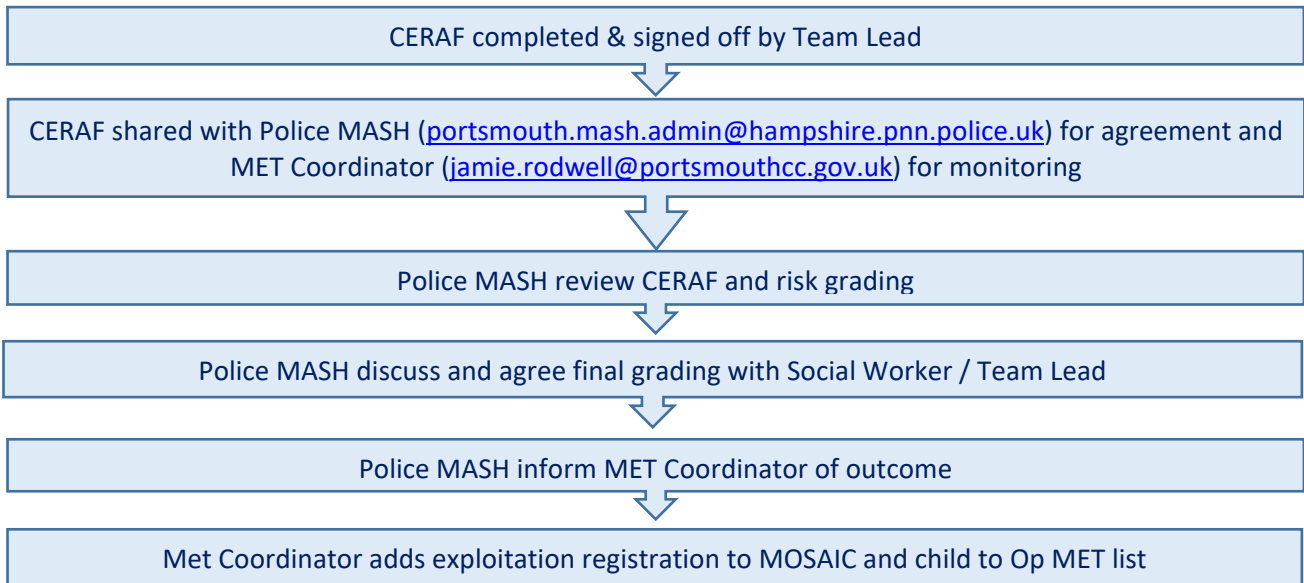 CERAF completed & signed off by Team Lead
CERAF shared with Police MASH (portsmouth.mash.admin@hampshire.pnn.police.uk) for agreement and
MET Coordinator (jamie.rodwell@portsmouthcc.gov.uk) for monitoring
Police MASH review CERAF and risk grading
Police MASH discuss and agree final grading with Social Worker / Team Lead
Police MASH inform MET Coordinator of outcome
Met Coordinator adds exploitation registration to MOSAIC and child to Op MET list